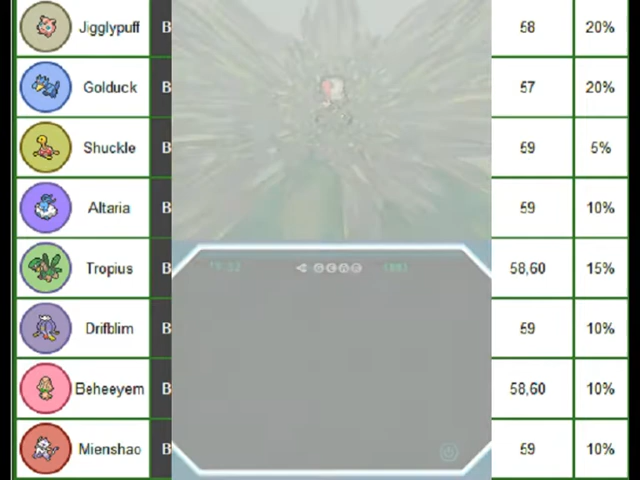 Jigglypuff B 58 20%
Golduck B 57 20%
Shuckle B 59 5%
Altaria B 59 10%
Tropius B 58,60 15%
GEAR
Drifblim B 59 10%
Beheeyem B 58,60 10%
Mienshao B 59 10%